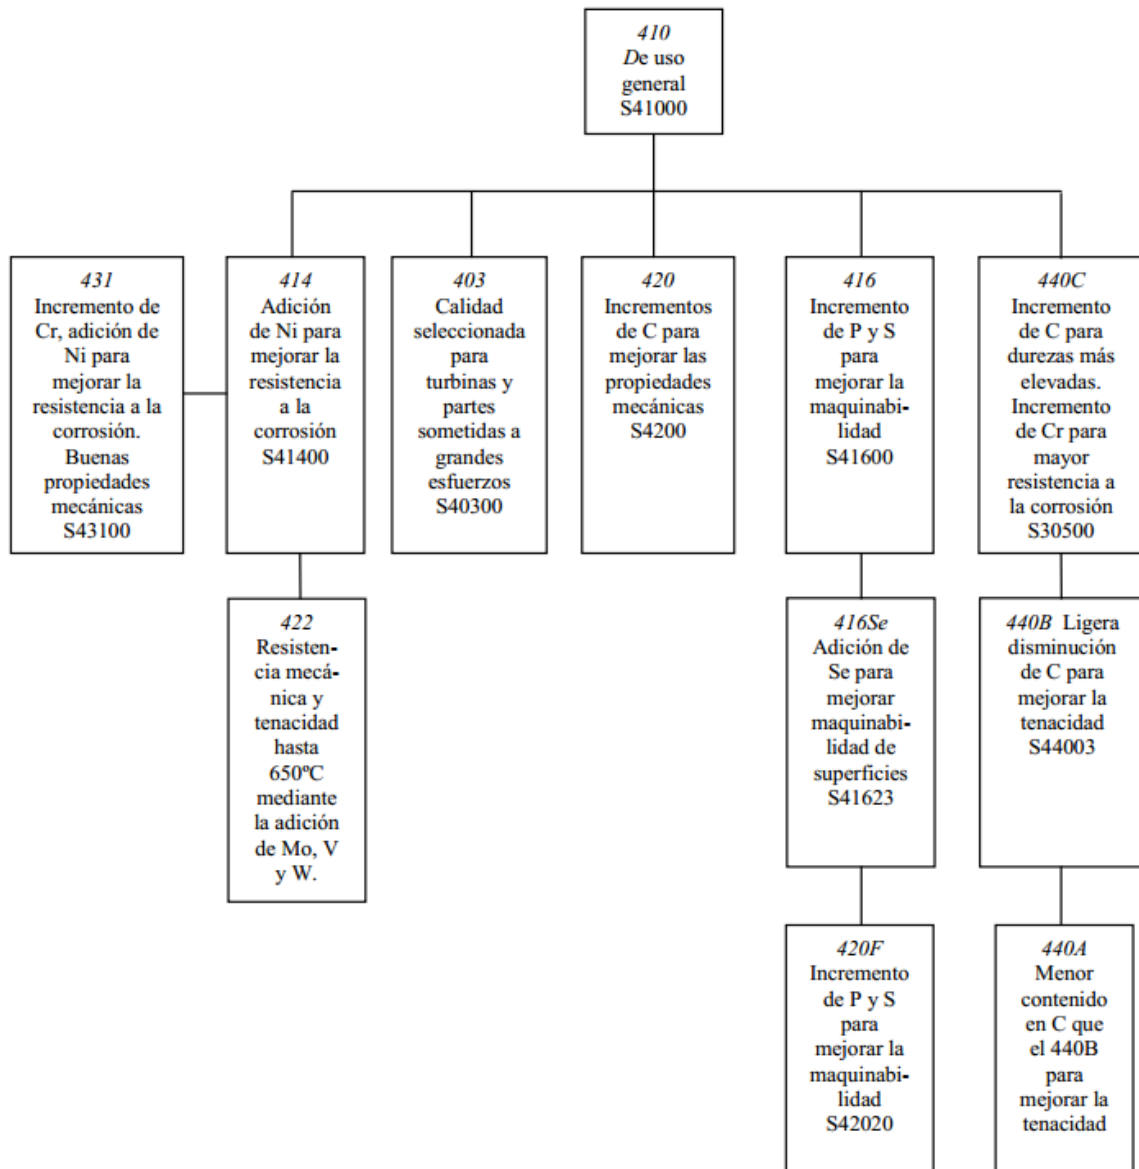 410
De uso
general
S41000
431
Incremento de
Cr, adición de
Ni para
mejorar la
resistencia a la
corrosión.
Buenas
propiedades
mecánicas
S43100
414
Adición
de Ni para
mejorar la
resistencia
a la
corrosión
S41400
403
Calidad
seleccionada
para
turbinas y
partes
sometidas a
grandes
esfuerzos
S40300
420
Incrementos
de C para
mejorar las
propiedades
mecánicas
S4200
416
Incremento
de P y S
para
mejorar la
maquinabi-
lidad
S41600
440C
Incremento
de C para
durezas más
elevadas.
Incremento
de Cr para
mayor
resistencia a
la corrosión
S30500
422
Resisten-
cia mecá-
nica y
tenacidad
hasta
650ºC
mediante
la adición
de Mo, V
y W.
416Se
Adición de
Se para
mejorar
maquinabi-
lidad de
superficies
S41623
440B Ligera
disminución
de C para
mejorar la
tenacidad
S44003
420F
Incremento
de P y S
para
mejorar la
maquinabi-
lidad
S42020
440A
Menor
contenido
en C que
el 440B
para
mejorar la
tenacidad